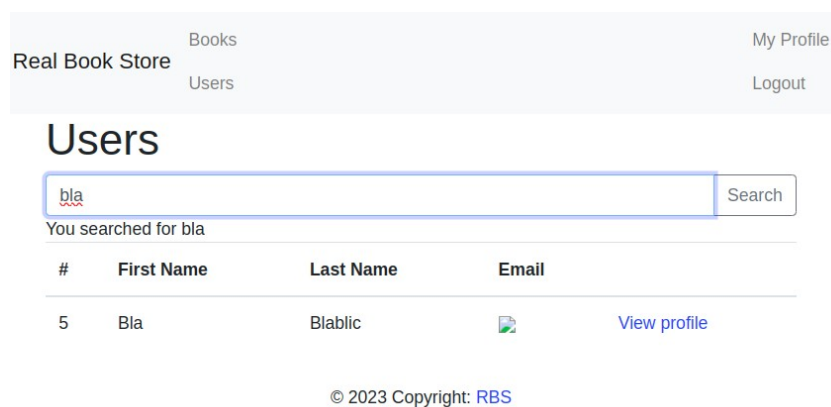 Real Book Store
Books
Users
My Profile
Logout
Users
bla
Search
You searched for bla
# First Name Last Name Email
5 Bla Blablic View profile
© 2023 Copyright: RBS